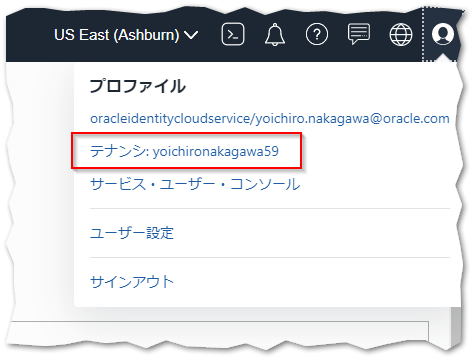 US East (Ashburn)
プロファイル
oracleidentitycloudservice/yoichiro.nakagawa@oracle.com
テナンシ: yoichironakagawa59
サービス・ユーザー・コンソール
ユーザー設定
サインアウト